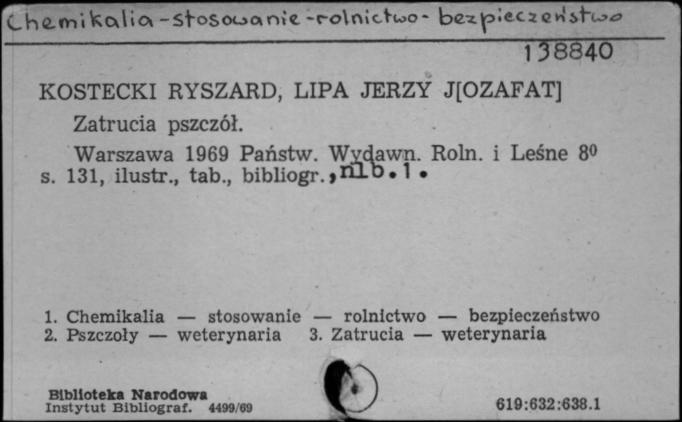 Chemikalia - stosowanie - rolnictwo - bezpieczeństwo
138840
KOSTECKI RYSZARD, LIPA JERZY J[OZAFAT]
Zatrucia pszczół.
Warszawa 1969 Państw. Wydawn. Roln. i Leśne 8⁰
s. 131, ilustr., tab., bibliogr., nlb. 1.
1. Chemikalia — stosowanie — rolnictwo — bezpieczeństwo
2. Pszczoły — weterynaria 3. Zatrucia — weterynaria
Biblioteka Narodowa
Instytut Bibliograf. 4499/69
619:632:638.1